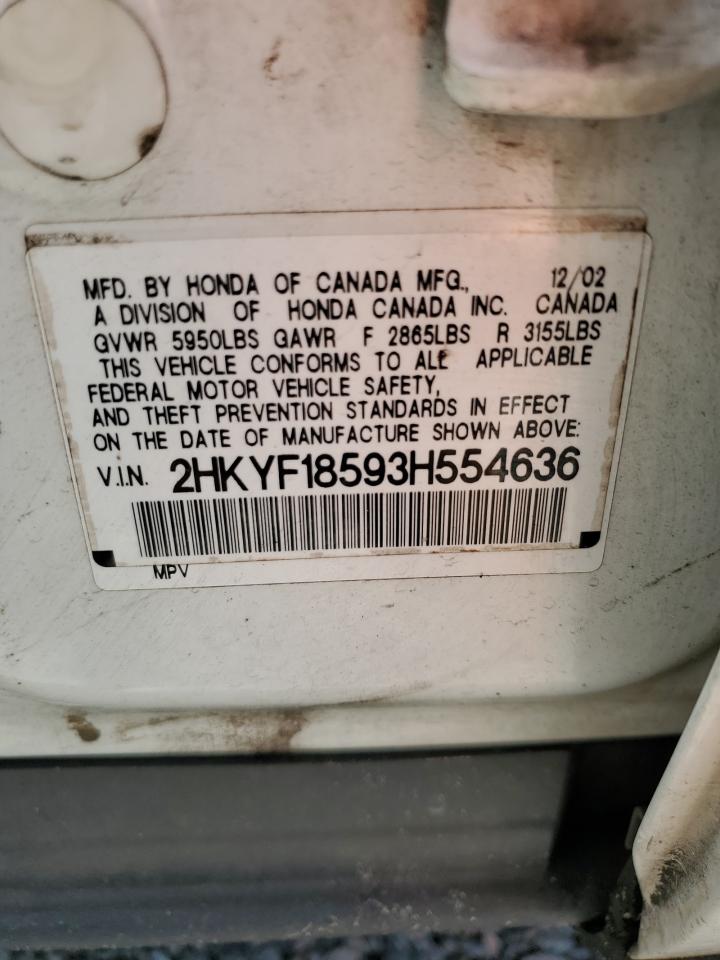 MFD. BY HONDA OF CANADA MFG., 12/02
A DIVISION OF HONDA CANADA INC. CANADA
GVWR 5950LBS GAWR F 2865LBS R 3155LBS
THIS VEHICLE CONFORMS TO ALL APPLICABLE
FEDERAL MOTOR VEHICLE SAFETY,
AND THEFT PREVENTION STANDARDS IN EFFECT
ON THE DATE OF MANUFACTURE SHOWN ABOVE:
V.I.N. 2HKYF18593H554636
MPV